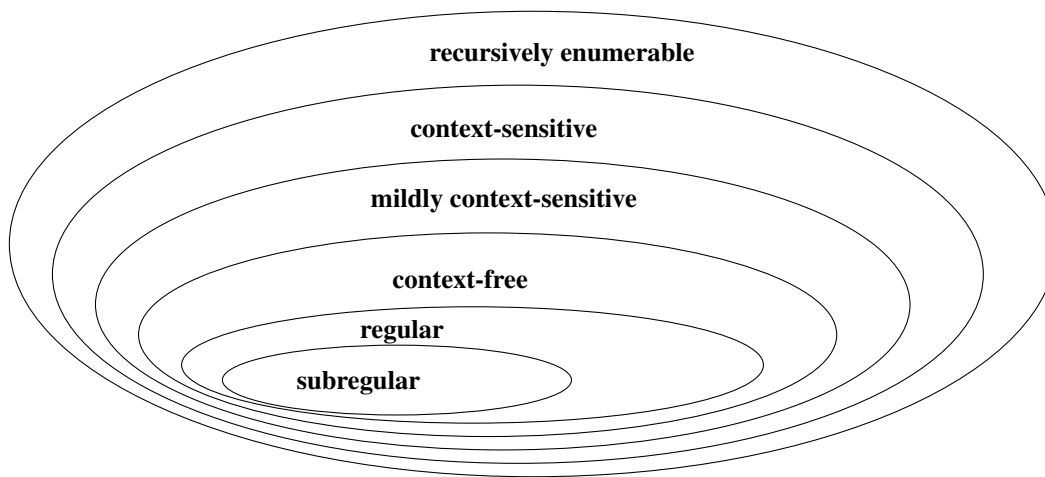 recursively enumerable
context-sensitive
mildly context-sensitive
context-free
regular
subregular